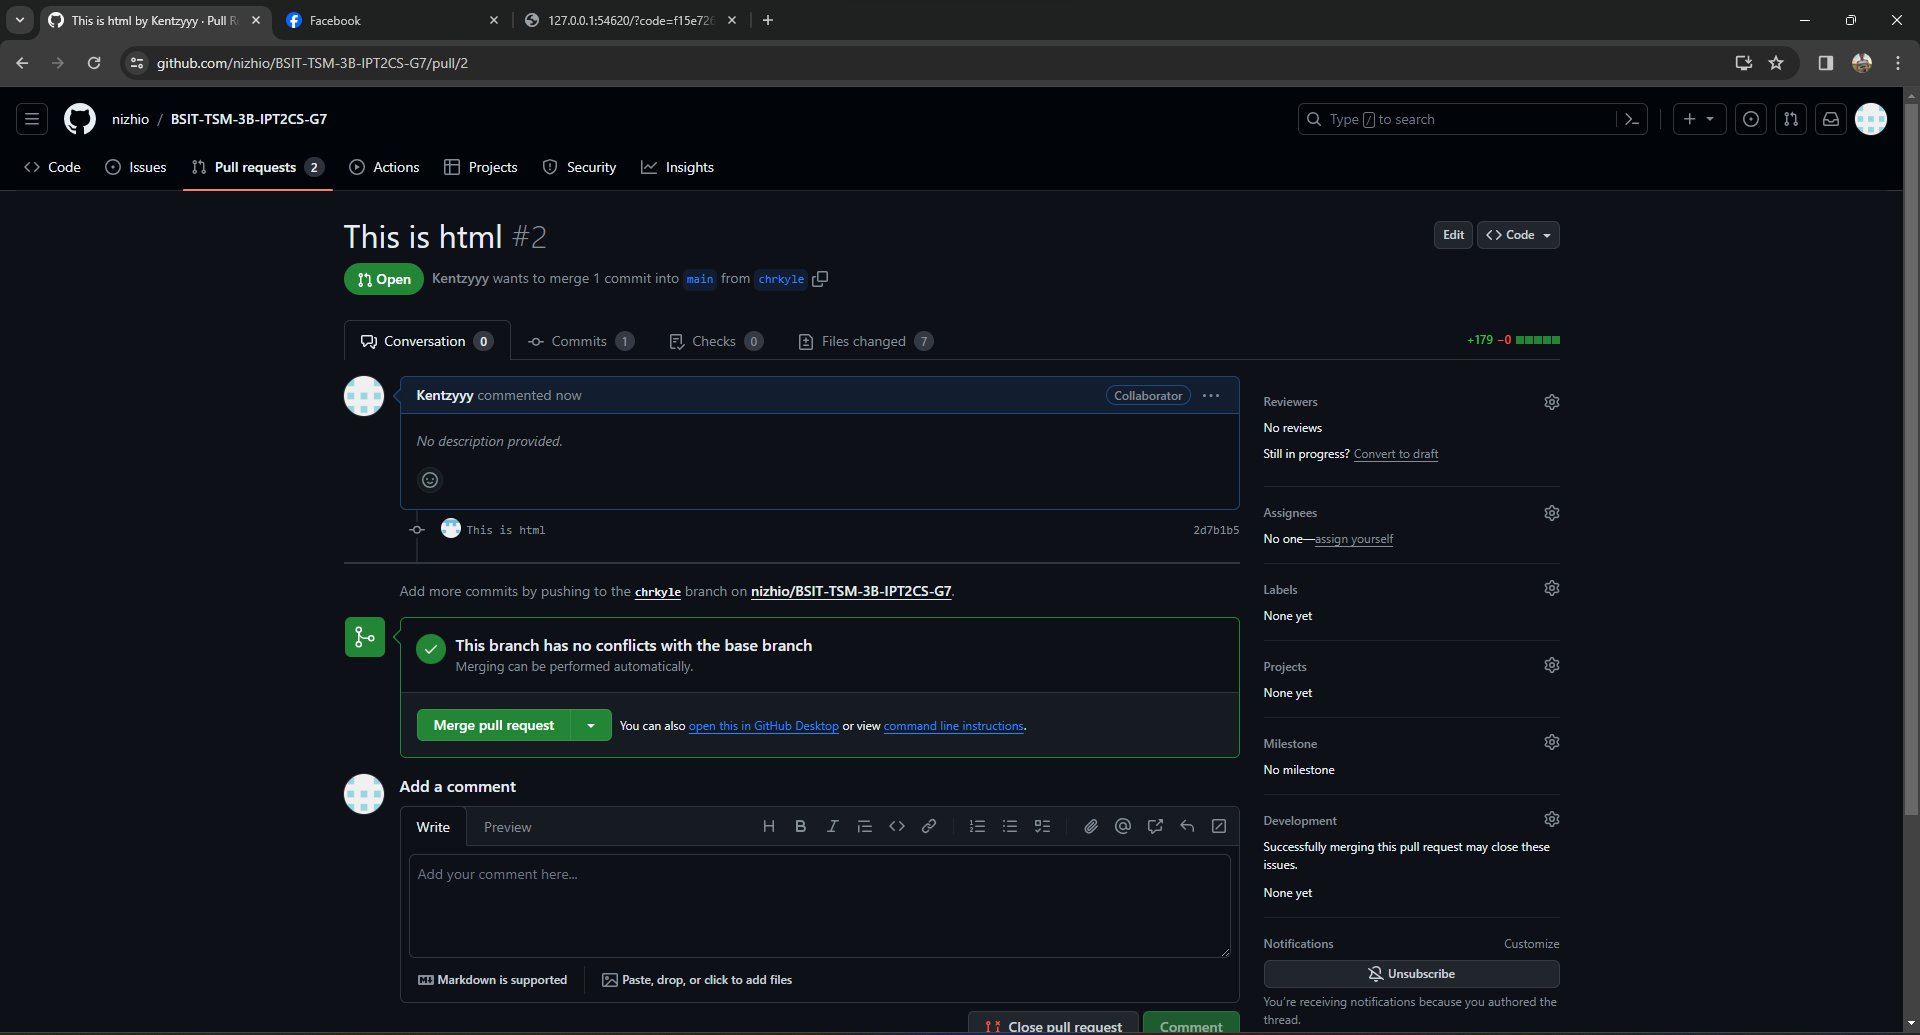 This is html by Kentzyyy · Pull R
Facebook
127.0.0.1:54620/?code=f15e726
github.com/nizhio/BSIT-TSM-3B-IPT2CS-G7/pull/2
nizhio / BSIT-TSM-3B-IPT2CS-G7
Type / to search
Code
Issues
Pull requests 2
Actions
Projects
Security
Insights
This is html #2
Edit
Code
Open
Kentzyyy wants to merge 1 commit into main from chrkyle
Conversation 0
Commits 1
Checks 0
Files changed 7
+179 −0
Kentzyyy commented now
Collaborator
No description provided.
This is html
2d7b1b5
Add more commits by pushing to the chrkyle branch on nizhio/BSIT-TSM-3B-IPT2CS-G7.
This branch has no conflicts with the base branch
Merging can be performed automatically.
Merge pull request
You can also open this in GitHub Desktop or view command line instructions.
Add a comment
Write
Preview
Add your comment here...
Markdown is supported
Paste, drop, or click to add files
Close pull request
Comment
Reviewers
No reviews
Still in progress? Convert to draft
Assignees
No one—assign yourself
Labels
None yet
Projects
None yet
Milestone
No milestone
Development
Successfully merging this pull request may close these
issues.
None yet
Notifications
Customize
Unsubscribe
You're receiving notifications because you authored the
thread.